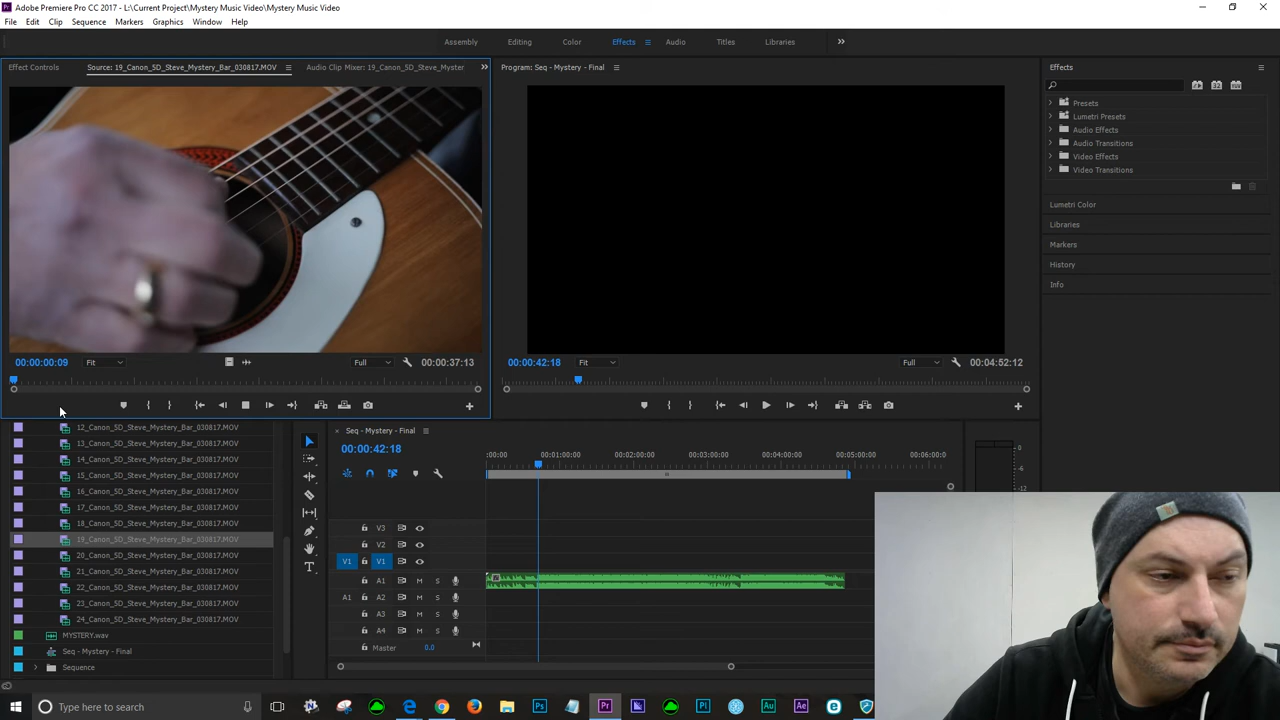 Adobe Premiere Pro CC 2017 - L:\Current Project\Mystery Music Video\Mystery Music Video
File Edit Clip Sequence Markers Graphics Window Help
Assembly Editing Color Effects Audio Titles Libraries
Effect Controls Source: 19_Canon_5D_Steve_Mystery_Bar_030817.MOV Audio Clip Mixer: 19_Canon_5D_Steve_Myster Program: Seq - Mystery - Final Effects
Presets
Lumetri Presets
Audio Effects
Audio Transitions
Video Effects
Video Transitions
Lumetri Color
Libraries
Markers
History
Info
00:00:00:09 Fit Full 00:00:37:13 00:00:42:18 Fit Full 00:04:52:12
12_Canon_5D_Steve_Mystery_Bar_030817.MOV
13_Canon_5D_Steve_Mystery_Bar_030817.MOV
14_Canon_5D_Steve_Mystery_Bar_030817.MOV
15_Canon_5D_Steve_Mystery_Bar_030817.MOV
16_Canon_5D_Steve_Mystery_Bar_030817.MOV
17_Canon_5D_Steve_Mystery_Bar_030817.MOV
18_Canon_5D_Steve_Mystery_Bar_030817.MOV
19_Canon_5D_Steve_Mystery_Bar_030817.MOV
20_Canon_5D_Steve_Mystery_Bar_030817.MOV
21_Canon_5D_Steve_Mystery_Bar_030817.MOV
22_Canon_5D_Steve_Mystery_Bar_030817.MOV
23_Canon_5D_Steve_Mystery_Bar_030817.MOV
24_Canon_5D_Steve_Mystery_Bar_030817.MOV
MYSTERY.wav
Seq - Mystery - Final
Sequence
Seq - Mystery - Final
00:00:42:18
:00:00 00:01:00:00 00:02:00:00 00:03:00:00 00:04:00:00 00:05:00:00 00:06:00:00
V3
V2
V1 V1
A1 M S
A1 A2 M S
A3 M S
A4 M S
Master 0.0
0
-6
-12
Type here to search
Ps Pr Pl Au Ae